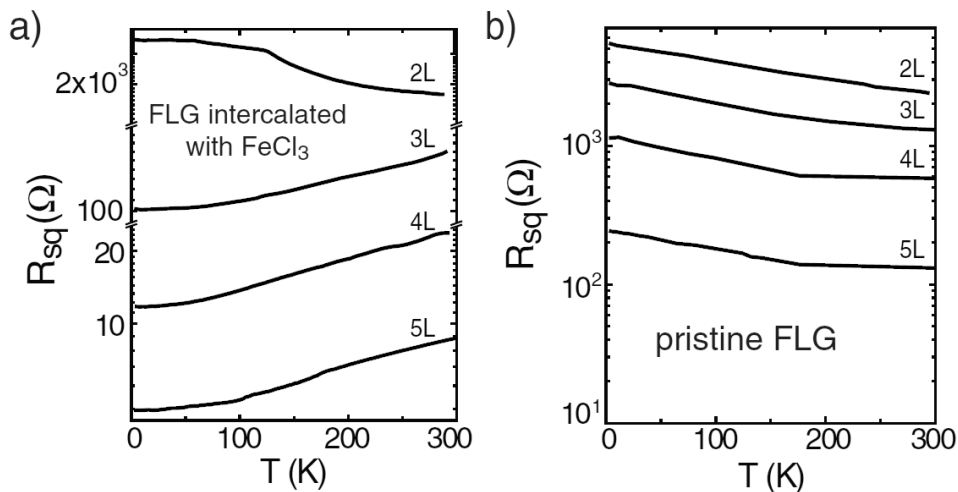 a)
R_sq(Ω)
2x10³
100
20
10
2L
FLG intercalated
with FeCl₃
3L
4L
5L
0 100 200 300
T (K)
b)
R_sq (Ω)
10³
10²
10¹
2L
3L
4L
5L
pristine FLG
0 100 200 300
T (K)